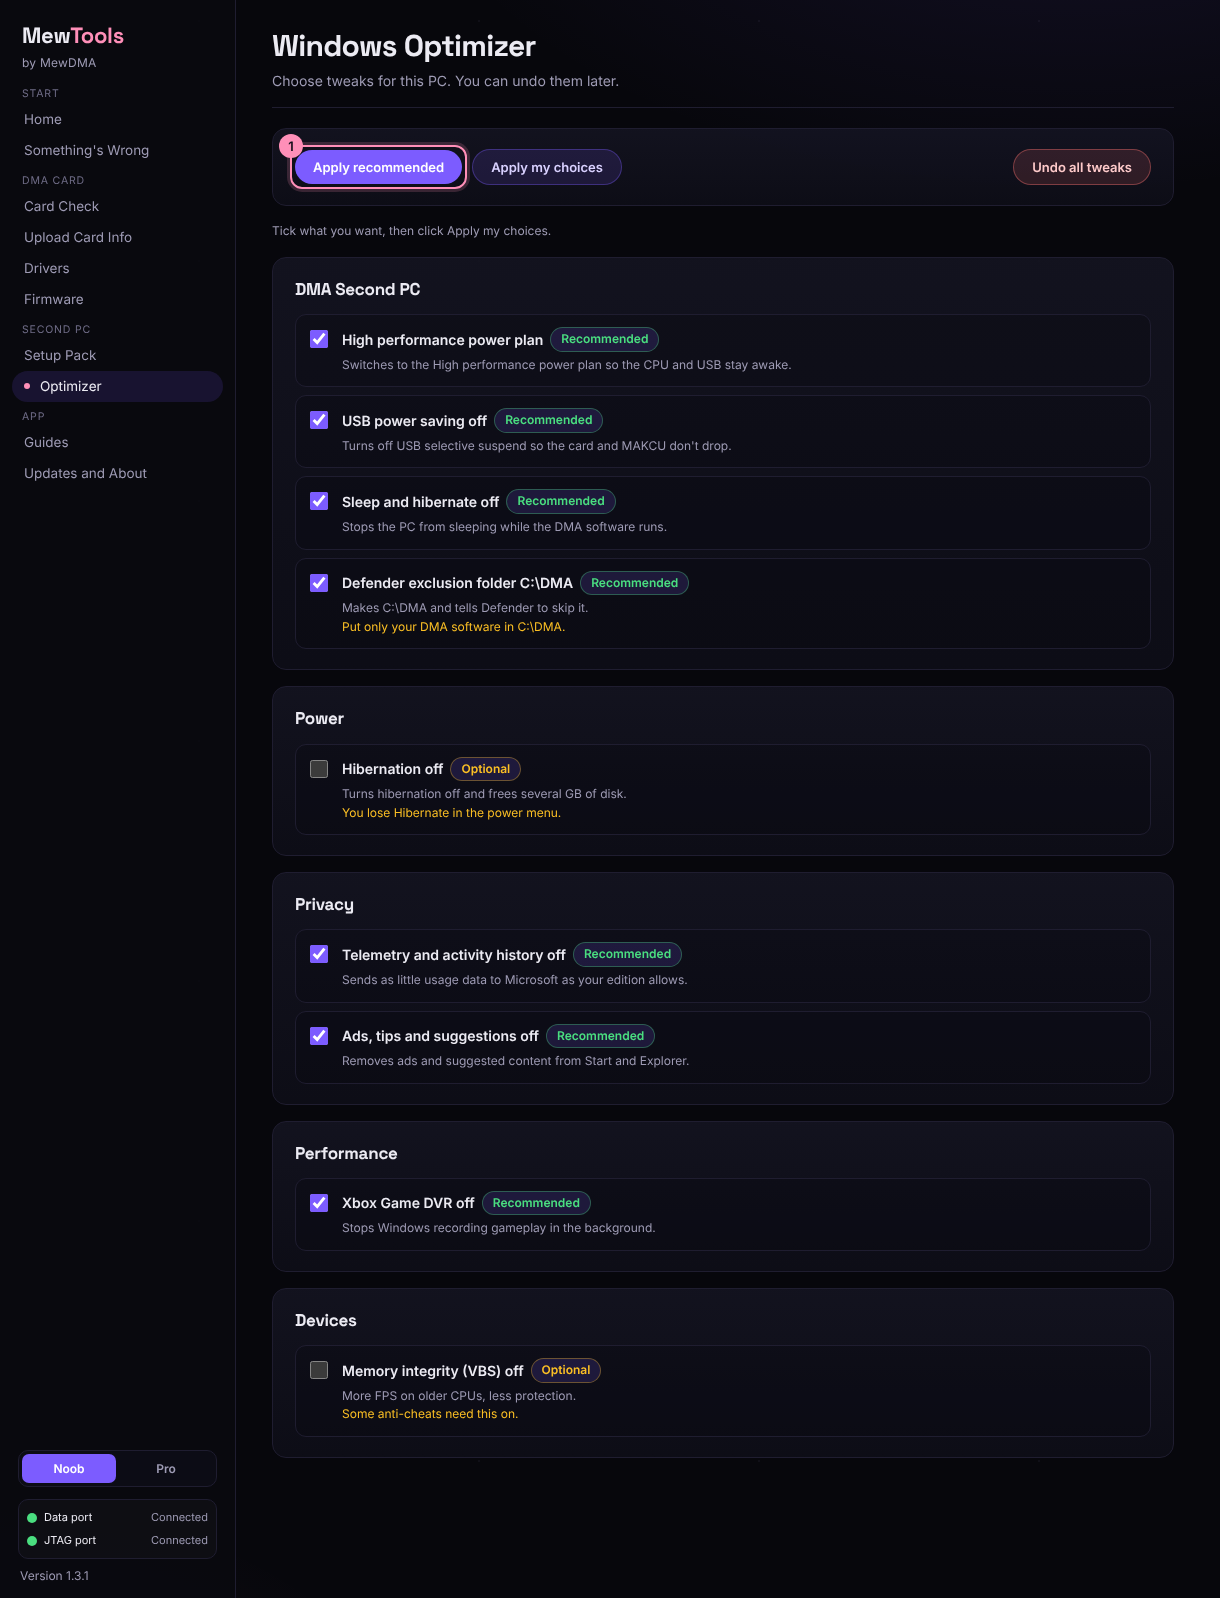 MewTools
by MewDMA
START
Home
Something's Wrong
DMA CARD
Card Check
Upload Card Info
Drivers
Firmware
SECOND PC
Setup Pack
Optimizer
APP
Guides
Updates and About
Noob
Pro
Data port
Connected
JTAG port
Connected
Version 1.3.1
Windows Optimizer
Choose tweaks for this PC. You can undo them later.
1
Apply recommended
Apply my choices
Undo all tweaks
Tick what you want, then click Apply my choices.
DMA Second PC
High performance power plan
Recommended
Switches to the High performance power plan so the CPU and USB stay awake.
USB power saving off
Recommended
Turns off USB selective suspend so the card and MAKCU don't drop.
Sleep and hibernate off
Recommended
Stops the PC from sleeping while the DMA software runs.
Defender exclusion folder C:\DMA
Recommended
Makes C:\DMA and tells Defender to skip it.
Put only your DMA software in C:\DMA.
Power
Hibernation off
Optional
Turns hibernation off and frees several GB of disk.
You lose Hibernate in the power menu.
Privacy
Telemetry and activity history off
Recommended
Sends as little usage data to Microsoft as your edition allows.
Ads, tips and suggestions off
Recommended
Removes ads and suggested content from Start and Explorer.
Performance
Xbox Game DVR off
Recommended
Stops Windows recording gameplay in the background.
Devices
Memory integrity (VBS) off
Optional
More FPS on older CPUs, less protection.
Some anti-cheats need this on.